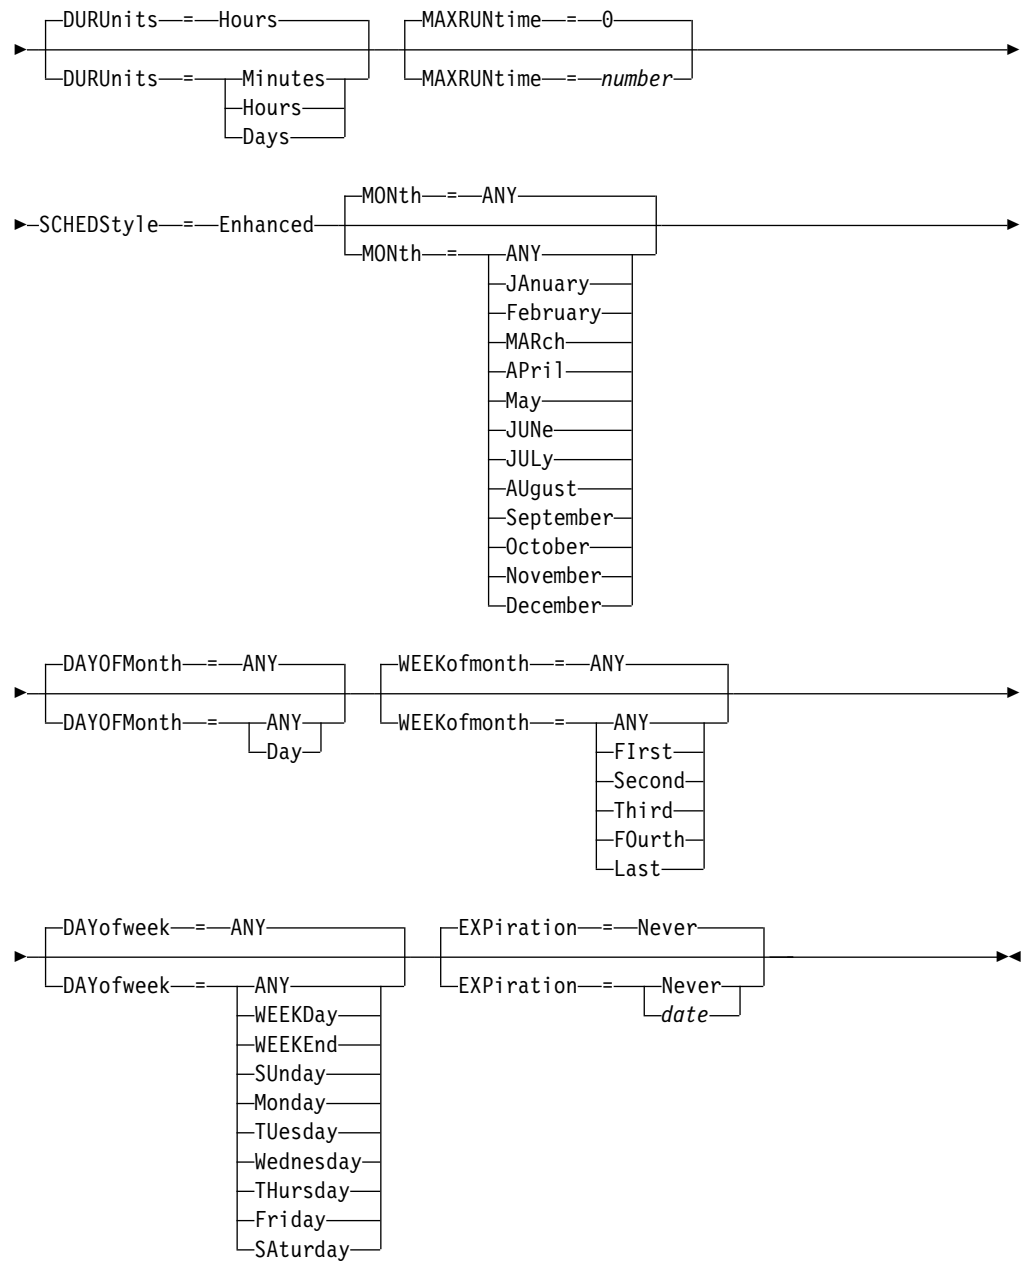 DURUnits = Hours MAXRUNtime = 0
DURUnits = Minutes MAXRUNtime = number
Hours
Days
MONth = ANY
SCHEDStyle = Enhanced
MONth = ANY
JAnuary
February
MARch
APril
May
JUNe
JULy
AUgust
September
October
November
December
DAYOFMonth = ANY WEEKofmonth = ANY
DAYOFMonth = ANY WEEKofmonth = ANY
Day FIrst
Second
Third
FOurth
Last
DAYofweek = ANY EXPiration = Never
DAYofweek = ANY EXPiration = Never
WEEKDay date
WEEKEnd
SUnday
Monday
TUesday
Wednesday
THursday
Friday
SAturday